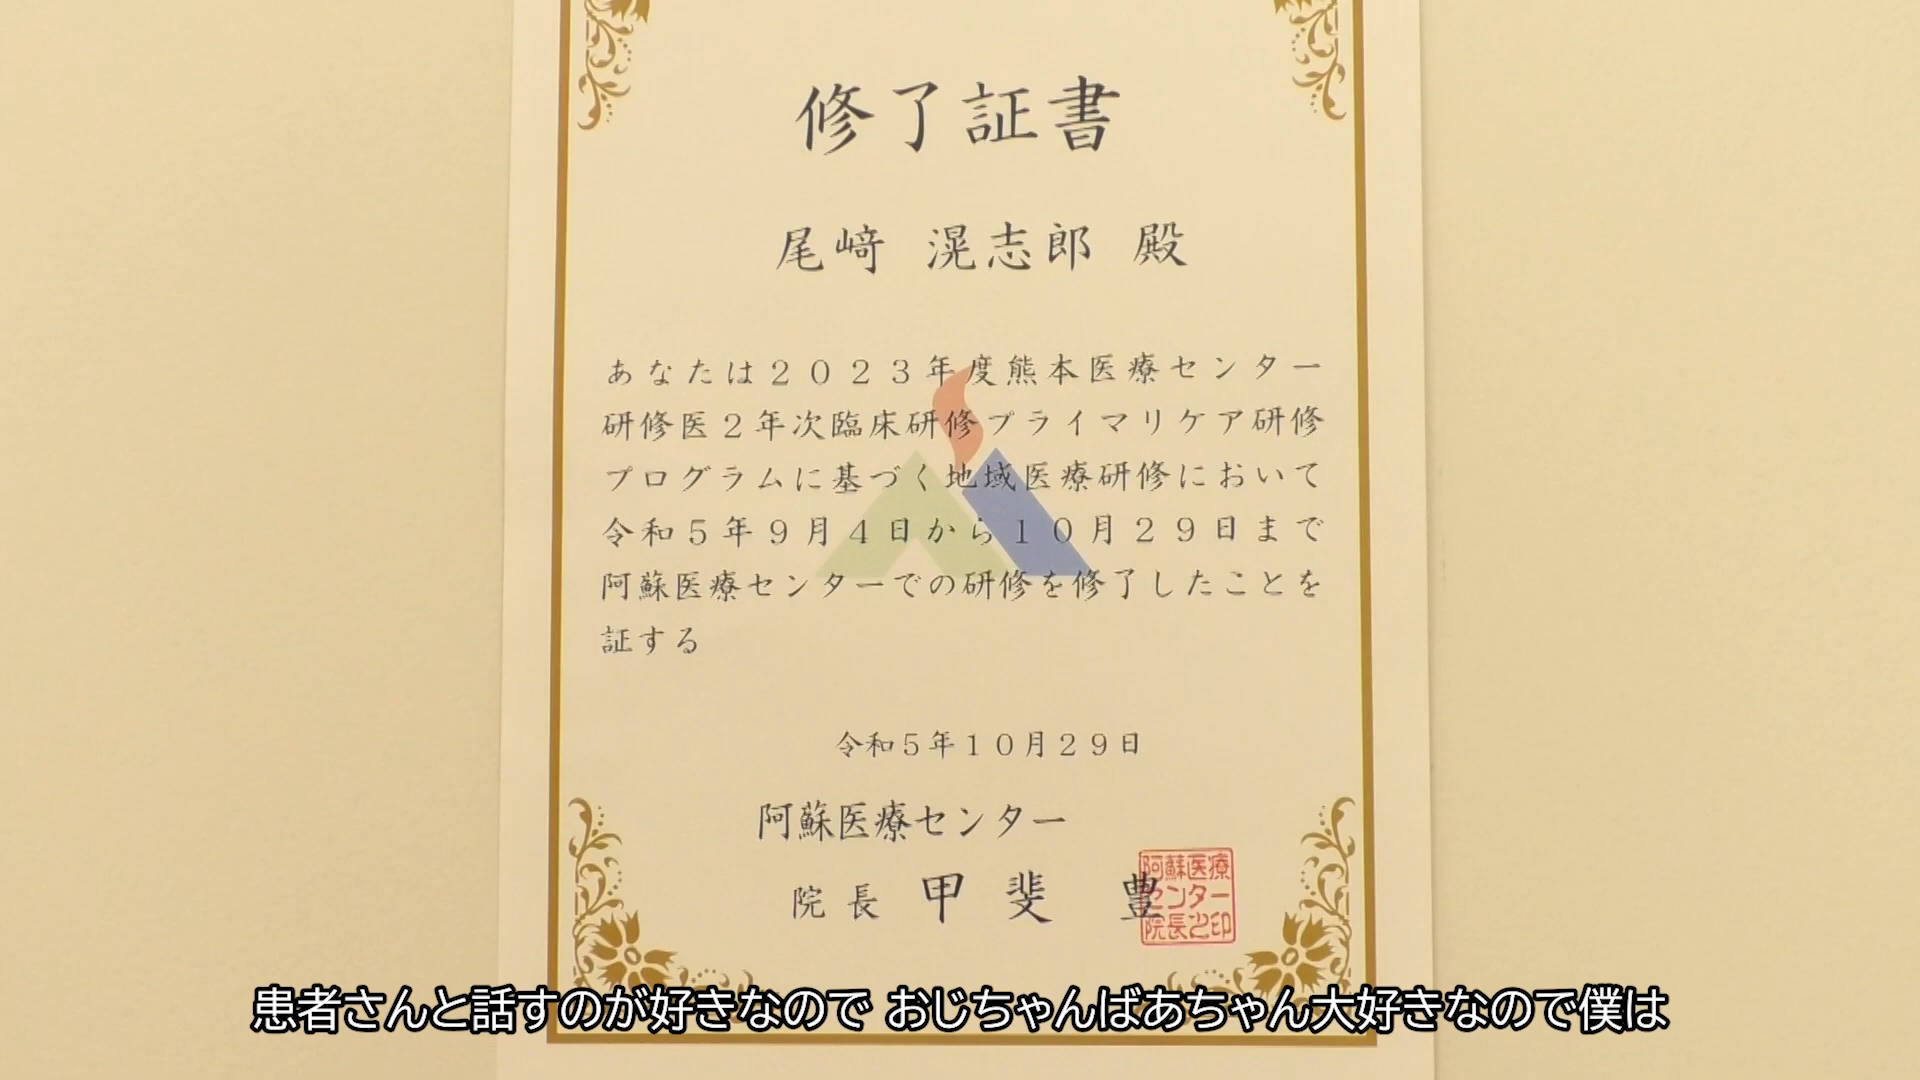 修了証書
尾﨑 滉志郎 殿
あなたは２０２３年度熊本医療センター
研修医２年次臨床研修プライマリケア研修
プログラムに基づく地域医療研修において
令和５年９月４日から１０月２９日まで
阿蘇医療センターでの研修を修了したことを
証する
令和５年１０月２９日
阿蘇医療センター
院長 甲斐 豊
阿蘇医療
センター
院長之印
患者さんと話すのが好きなので おじちゃんばあちゃん大好きなので僕は